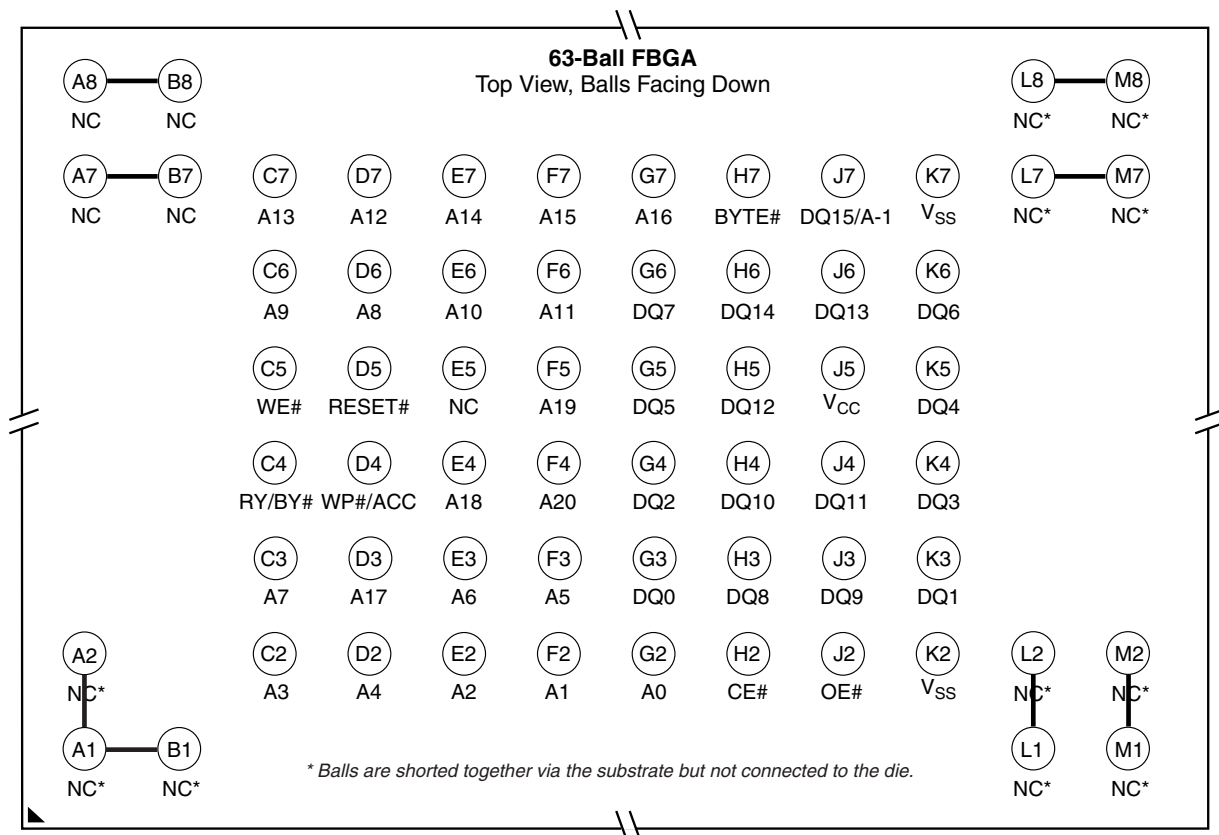 63-Ball FBGA
Top View, Balls Facing Down
A8 B8 L8 M8
NC NC NC* NC*
A7 B7 C7 D7 E7 F7 G7 H7 J7 K7 L7 M7
NC NC A13 A12 A14 A15 A16 BYTE# DQ15/A-1 VSS NC* NC*
C6 D6 E6 F6 G6 H6 J6 K6
A9 A8 A10 A11 DQ7 DQ14 DQ13 DQ6
C5 D5 E5 F5 G5 H5 J5 K5
WE# RESET# NC A19 DQ5 DQ12 VCC DQ4
C4 D4 E4 F4 G4 H4 J4 K4
RY/BY# WP#/ACC A18 A20 DQ2 DQ10 DQ11 DQ3
C3 D3 E3 F3 G3 H3 J3 K3
A7 A17 A6 A5 DQ0 DQ8 DQ9 DQ1
A2 C2 D2 E2 F2 G2 H2 J2 K2 L2 M2
NC* A3 A4 A2 A1 A0 CE# OE# VSS NC* NC*
A1 B1 L1 M1
NC* NC* NC* NC*
* Balls are shorted together via the substrate but not connected to the die.